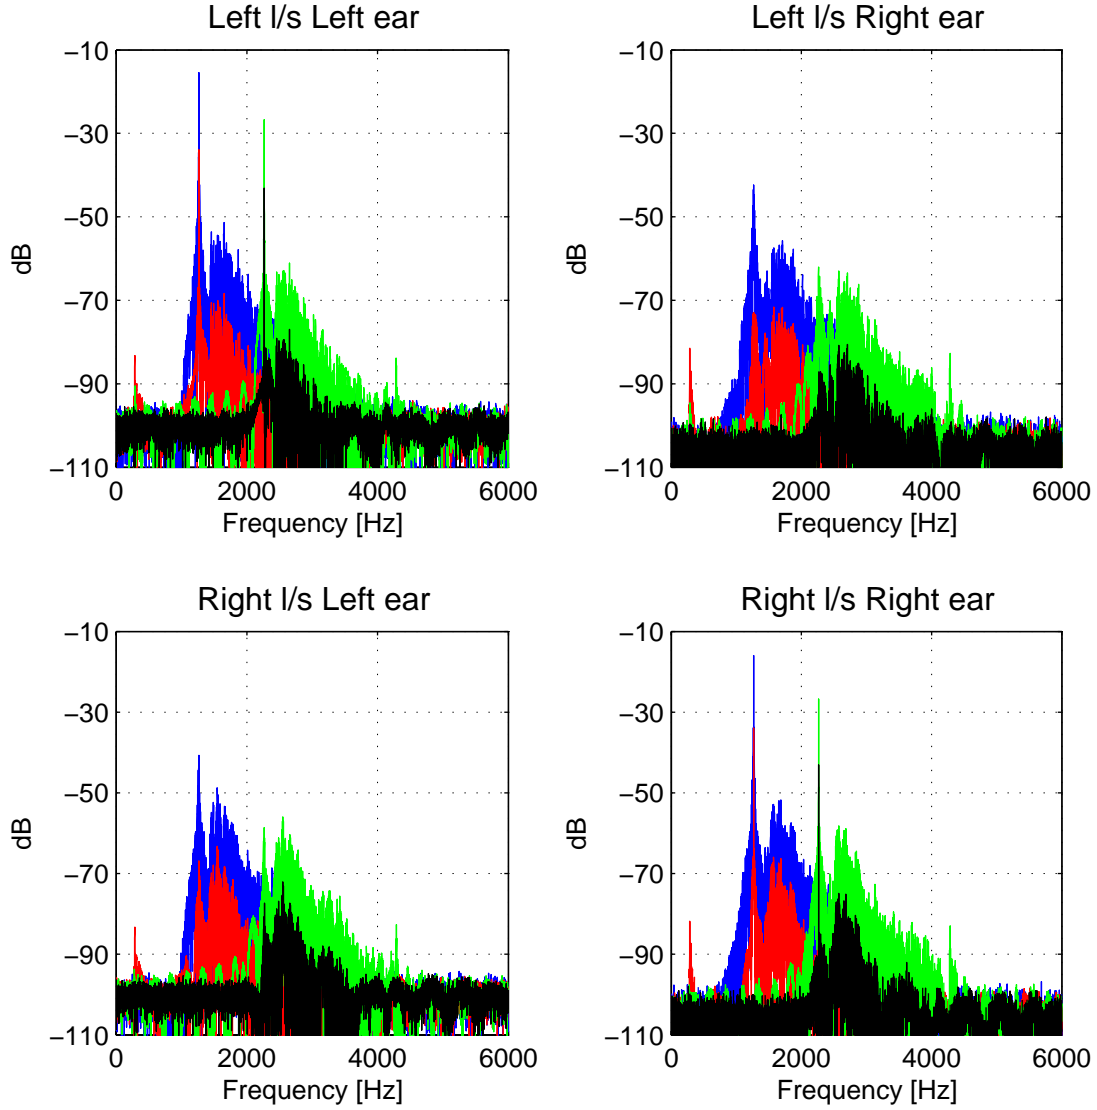 Left l/s Left ear
Left l/s Right ear
−10
−30
−50
−70
−90
−110
dB
0 2000 4000 6000
Frequency [Hz]
−10
−30
−50
−70
−90
−110
dB
0 2000 4000 6000
Frequency [Hz]
Right l/s Left ear
Right l/s Right ear
−10
−30
−50
−70
−90
−110
dB
0 2000 4000 6000
Frequency [Hz]
−10
−30
−50
−70
−90
−110
dB
0 2000 4000 6000
Frequency [Hz]